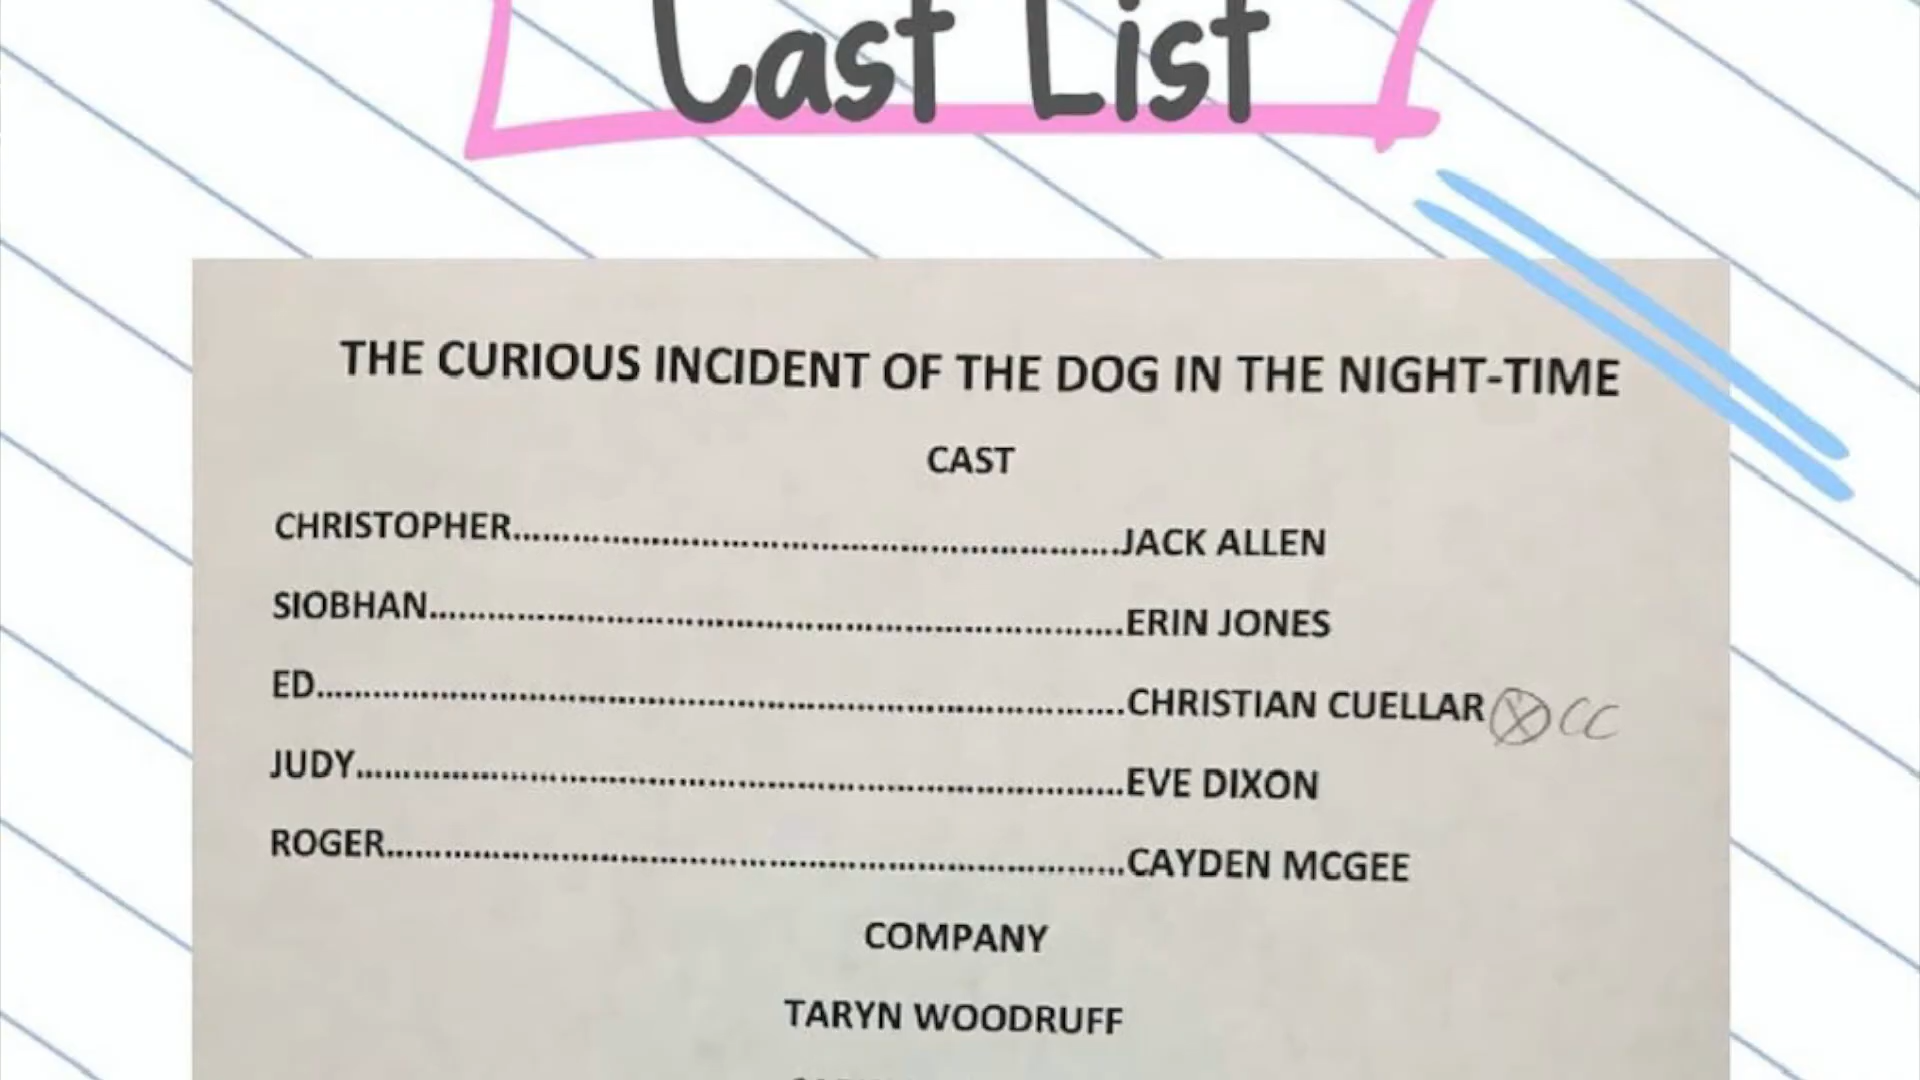 Cast List
THE CURIOUS INCIDENT OF THE DOG IN THE NIGHT-TIME
CAST
CHRISTOPHER.............................................................JACK ALLEN
SIOBHAN......................................................................ERIN JONES
ED.................................................................................CHRISTIAN CUELLAR CC
JUDY.............................................................................EVE DIXON
ROGER..........................................................................CAYDEN MCGEE
COMPANY
TARYN WOODRUFF